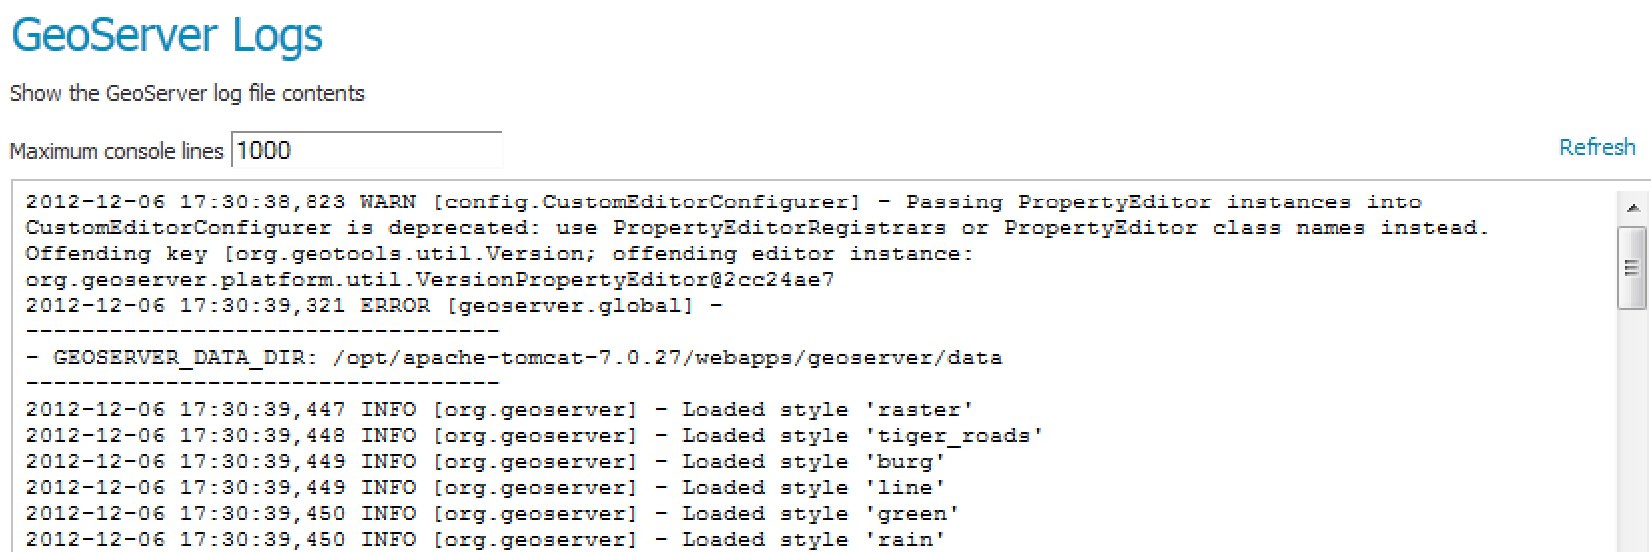 GeoServer Logs
Show the GeoServer log file contents
Maximum console lines 1000
Refresh
2012-12-06 17:30:38,823 WARN [config.CustomEditorConfigurer] - Passing PropertyEditor instances into
CustomEditorConfigurer is deprecated: use PropertyEditorRegistrars or PropertyEditor class names instead.
Offending key [org.geotools.util.Version; offending editor instance:
org.geoserver.platform.util.VersionPropertyEditor@2cc24ae7
2012-12-06 17:30:39,321 ERROR [geoserver.global] -
----------------------------------
- GEOSERVER_DATA_DIR: /opt/apache-tomcat-7.0.27/webapps/geoserver/data
----------------------------------
2012-12-06 17:30:39,447 INFO [org.geoserver] - Loaded style 'raster'
2012-12-06 17:30:39,448 INFO [org.geoserver] - Loaded style 'tiger_roads'
2012-12-06 17:30:39,449 INFO [org.geoserver] - Loaded style 'burg'
2012-12-06 17:30:39,449 INFO [org.geoserver] - Loaded style 'line'
2012-12-06 17:30:39,450 INFO [org.geoserver] - Loaded style 'green'
2012-12-06 17:30:39,450 INFO [org.geoserver] - Loaded style 'rain'